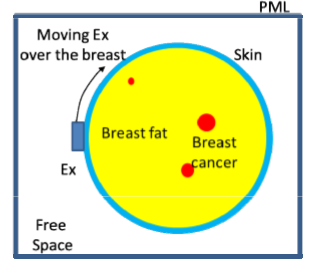 PML
Moving Ex
over the breast
Skin
Breast fat
Breast
cancer
Ex
Free
Space